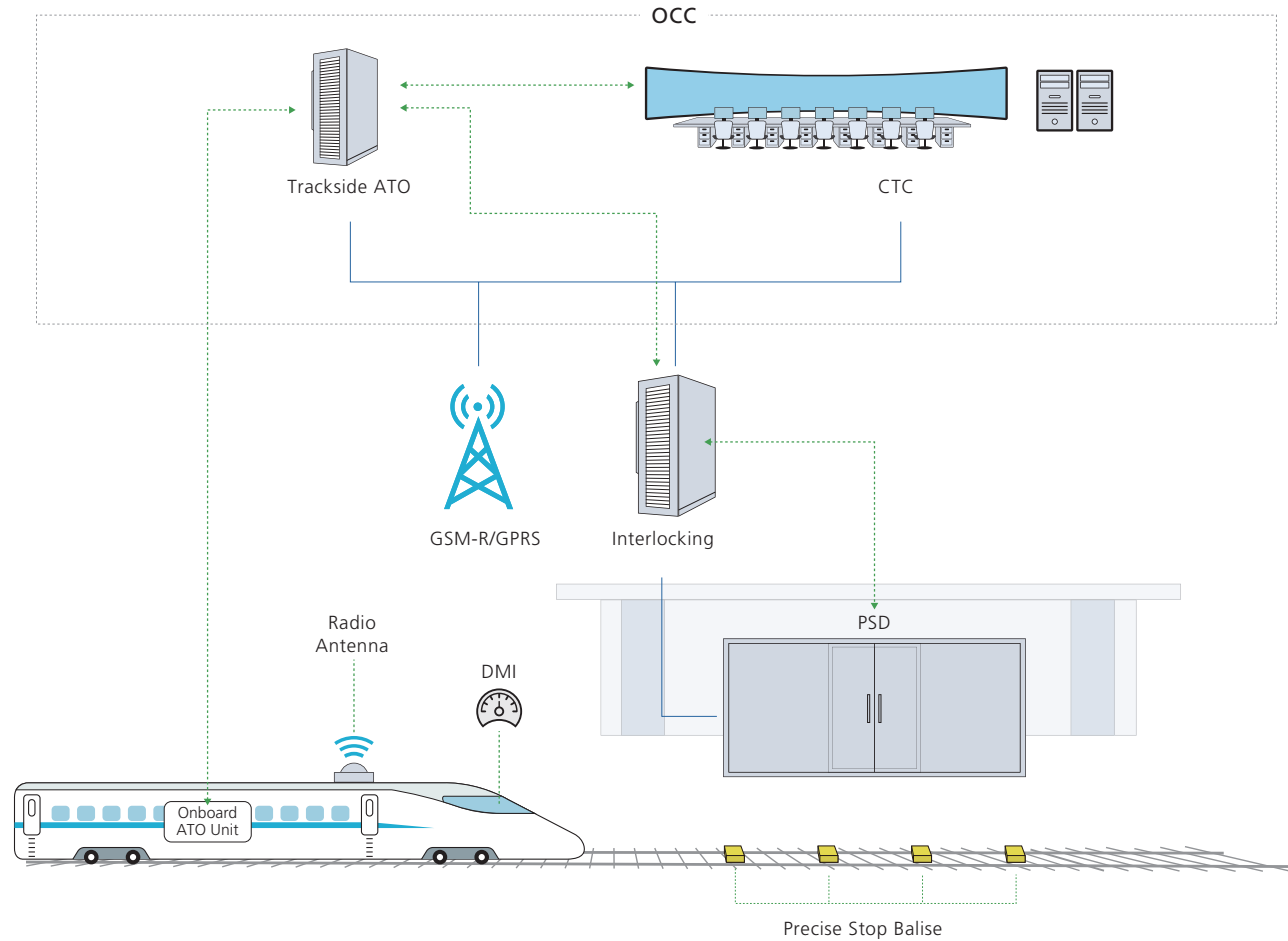 OCC
Trackside ATO
CTC
GSM-R/GPRS
Interlocking
PSD
Radio
Antenna
DMI
Onboard
ATO Unit
Precise Stop Balise